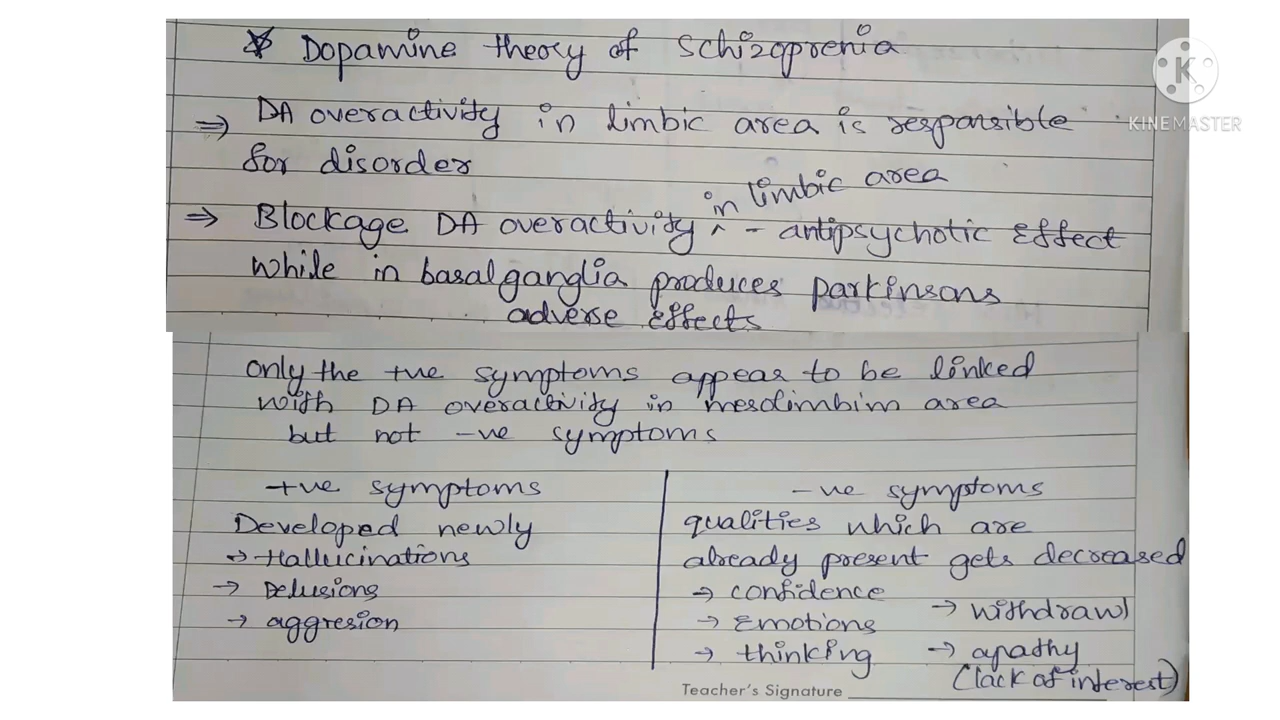 Dopamine theory of Schizoprenia
K
KINEMASTER
⇒ DA overactivity in limbic area is responsible
for disorder
in limbic area
⇒ Blockage DA overactivity ^ - antipsychotic effect
while in basalganglia produces parkinsons
adverse effects
only the +ve symptoms appear to be linked
with DA overactivity in mesolimbim area
but not -ve symptoms
+ve symptoms
Developed newly
→ Hallucinations
→ Delusions
→ aggresion
-ve symptoms
qualities which are
already present gets decreased
→ confidence
→ Emotions
→ thinking
→ withdrawl
→ apathy
(lack of interest)
Teacher's Signature